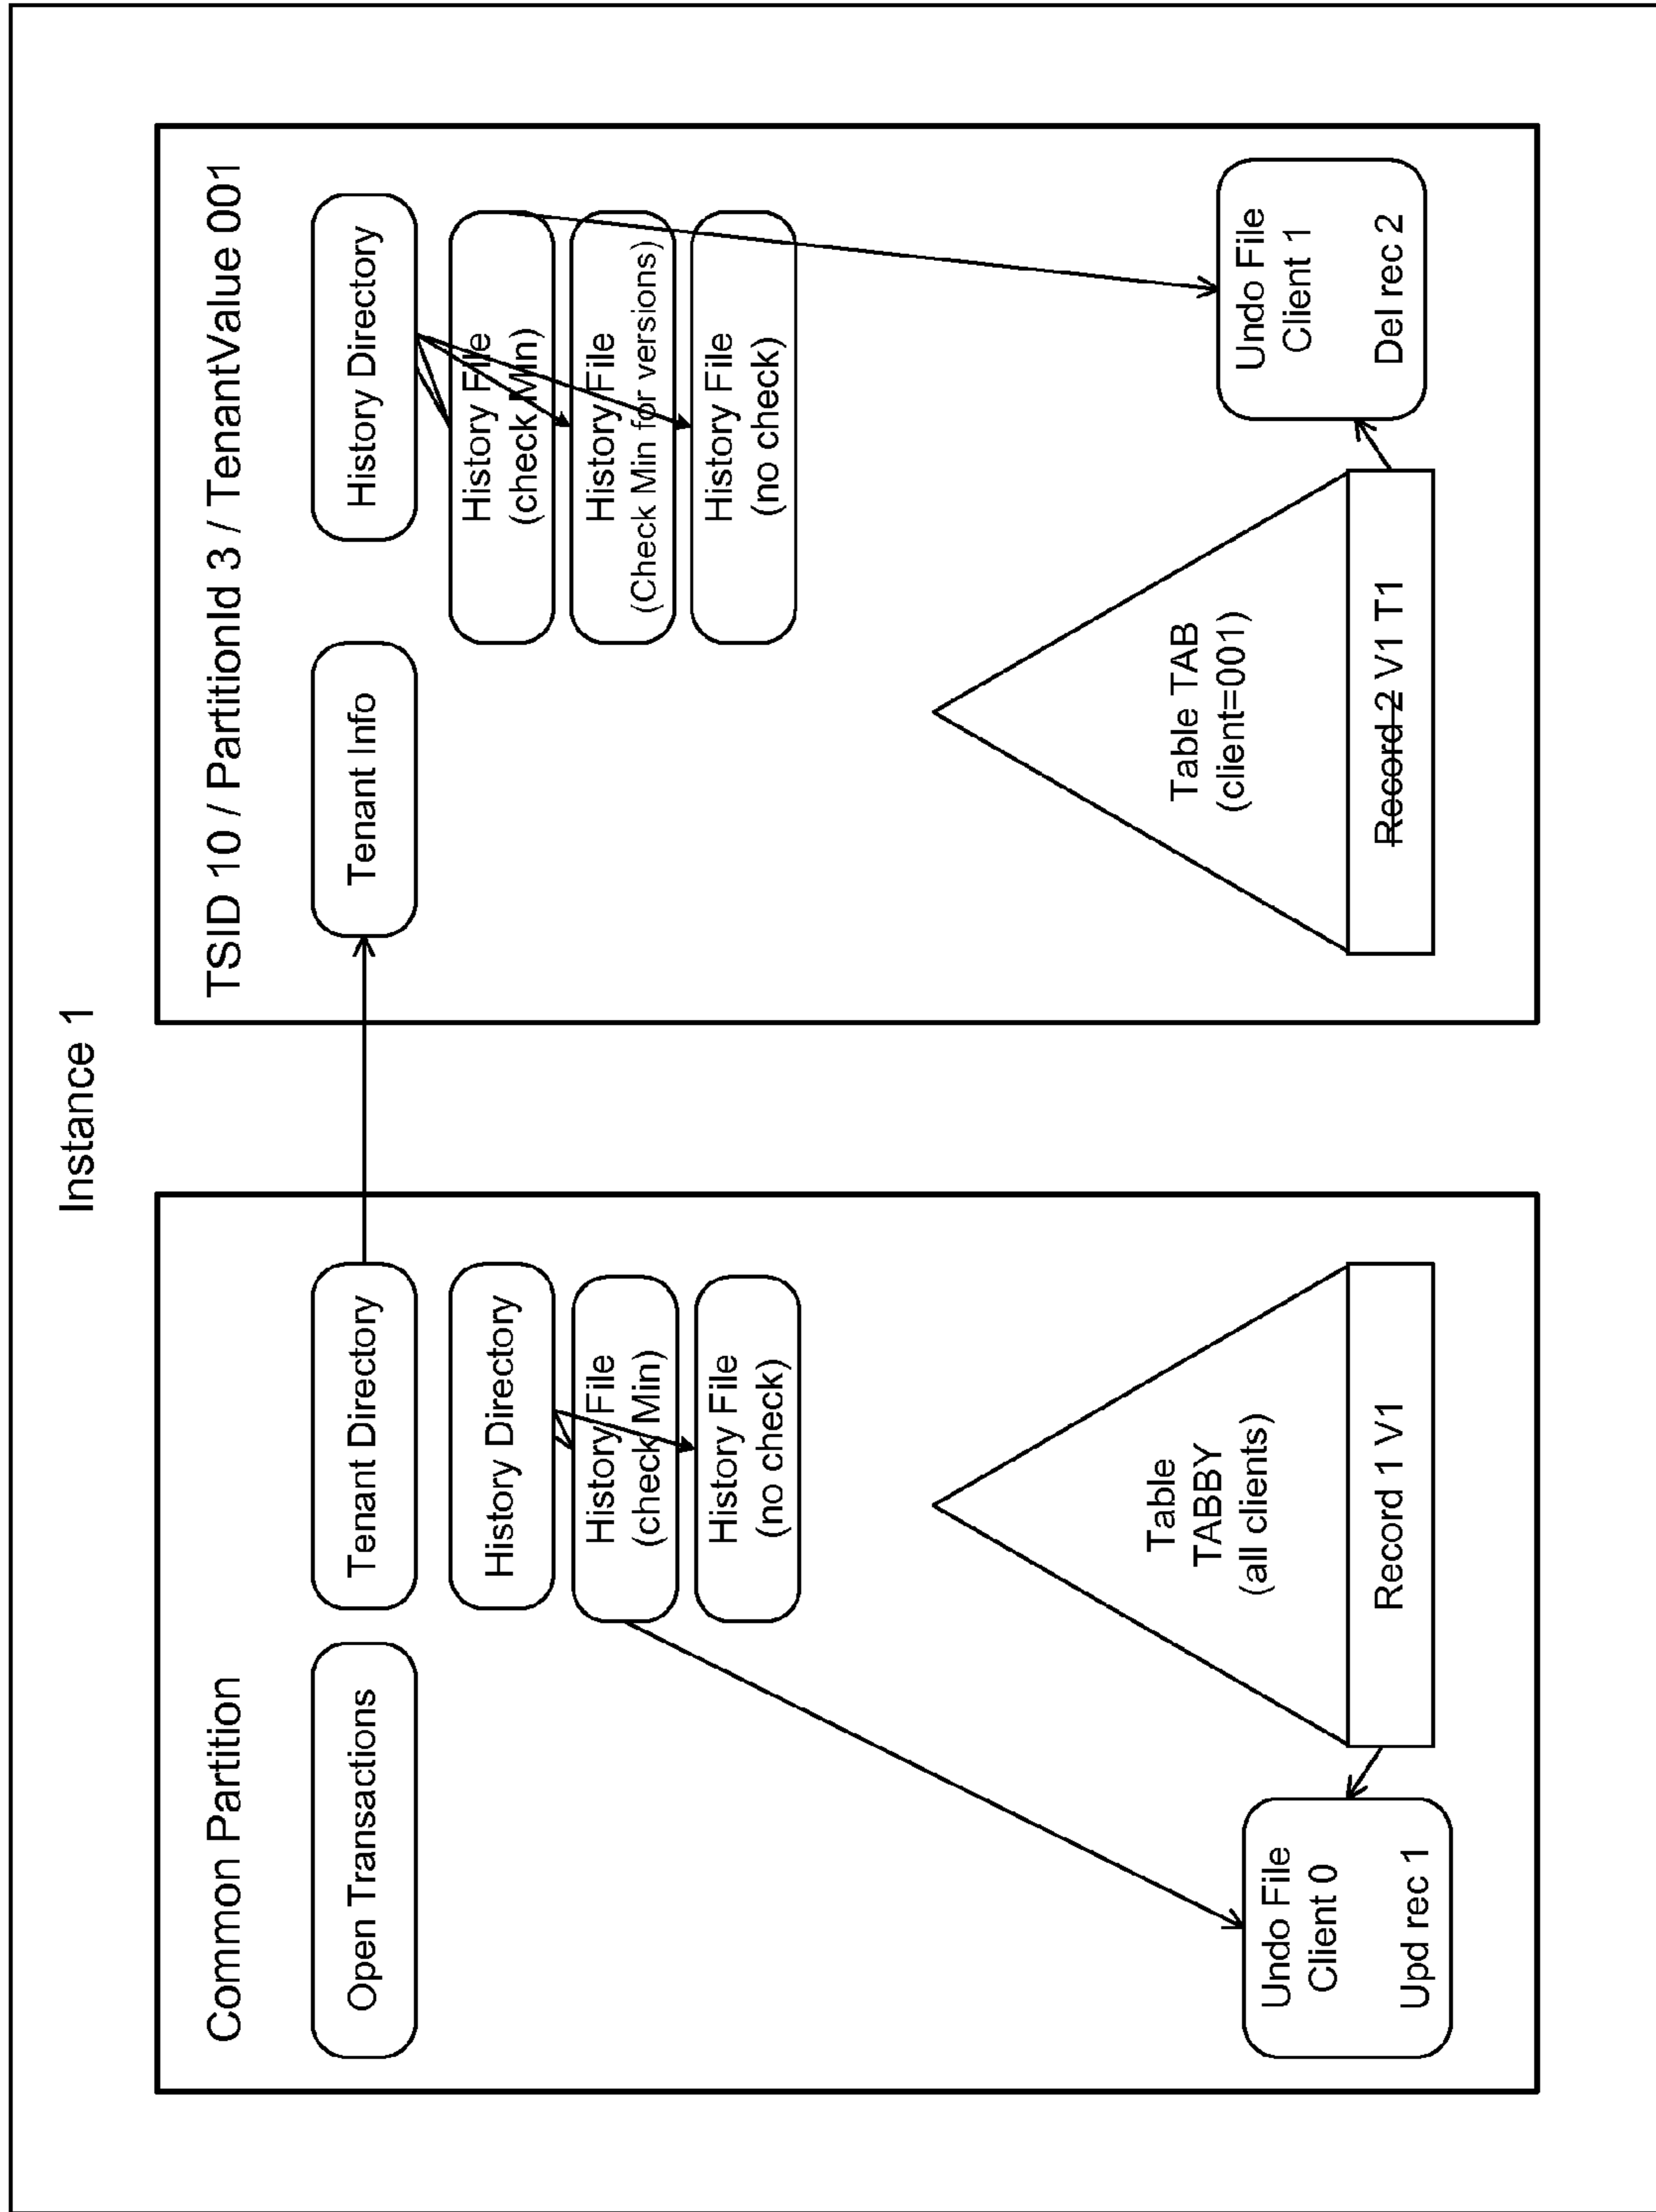 Instance 1
Common Partition
Open Transactions
Tenant Directory
History Directory
History File
(check Min)
History File
(no check)
Table
TABBY
(all clients)
Record 1 V1
Undo File
Client 0
Upd rec 1
TSID 10 / PartitionId 3 / TenantValue 001
Tenant Info
History Directory
History File
(check Min)
History File
(Check Min for versions)
History File
(no check)
Table TAB
(client=001)
Record 2 V1 T1
Undo File
Client 1
Del rec 2